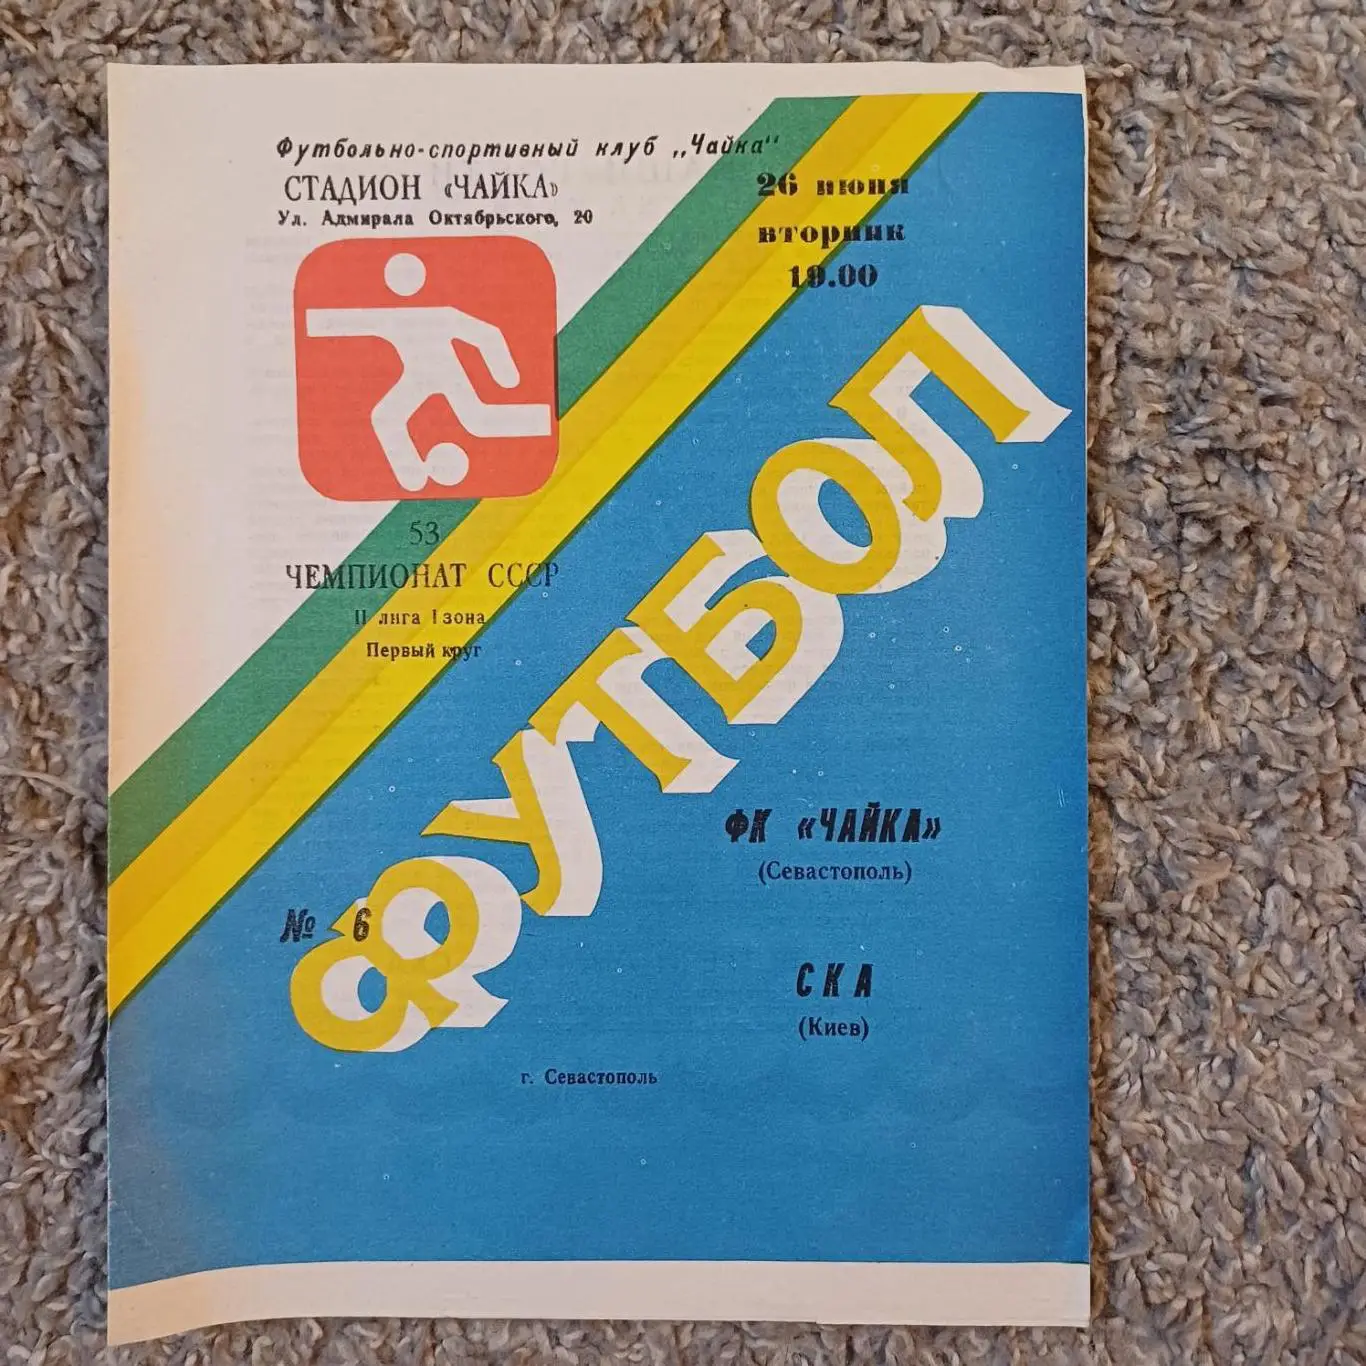 Футбольно-спортивный клуб „Чайка“
СТАДИОН «ЧАЙКА»
Ул. Адмирала Октябрьского, 20
26 июня
вторник
19.00
53
ЧЕМПИОНАТ СССР
II лига I зона
Первый круг
ФУТБОЛ
ФК «ЧАЙКА»
(Севастополь)
№ 6
СКА
(Киев)
г. Севастополь